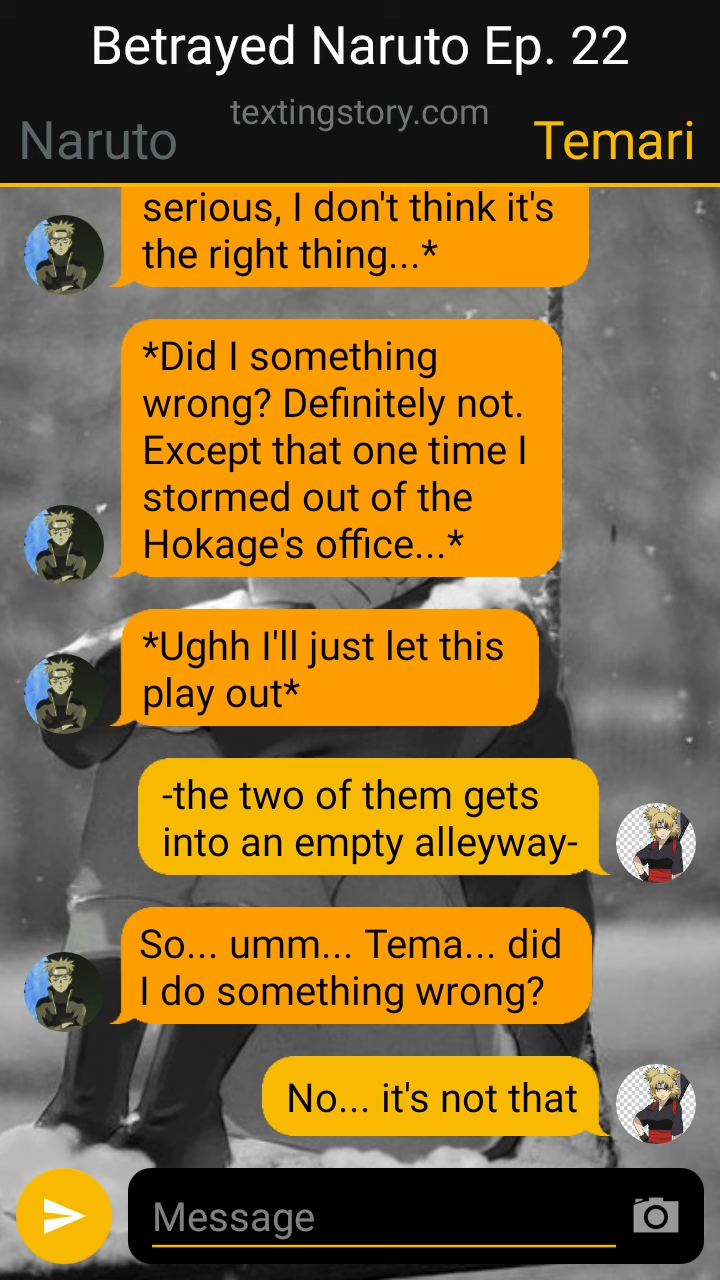 Betrayed Naruto Ep. 22
textingstory.com
Naruto
Temari
serious, I don't think it's
the right thing...*
*Did I something
wrong? Definitely not.
Except that one time I
stormed out of the
Hokage's office...*
*Ughh I'll just let this
play out*
-the two of them gets
into an empty alleyway-
So... umm... Tema... did
I do something wrong?
No... it's not that
Message